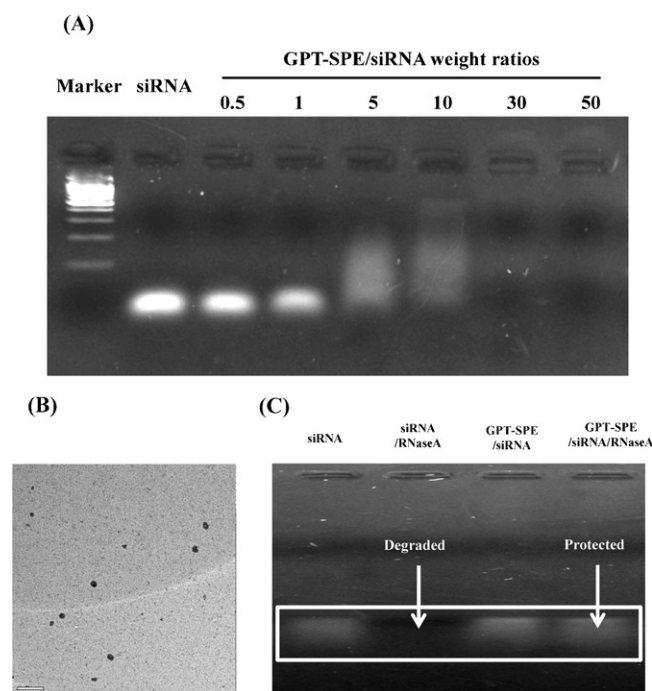 (A)
GPT-SPE/siRNA weight ratios
Marker siRNA
0.5 1 5 10 30 50
(B)
(C)
siRNA
siRNA
/RNaseA
GPT-SPE
/siRNA
GPT-SPE
/siRNA/RNaseA
Degraded
Protected